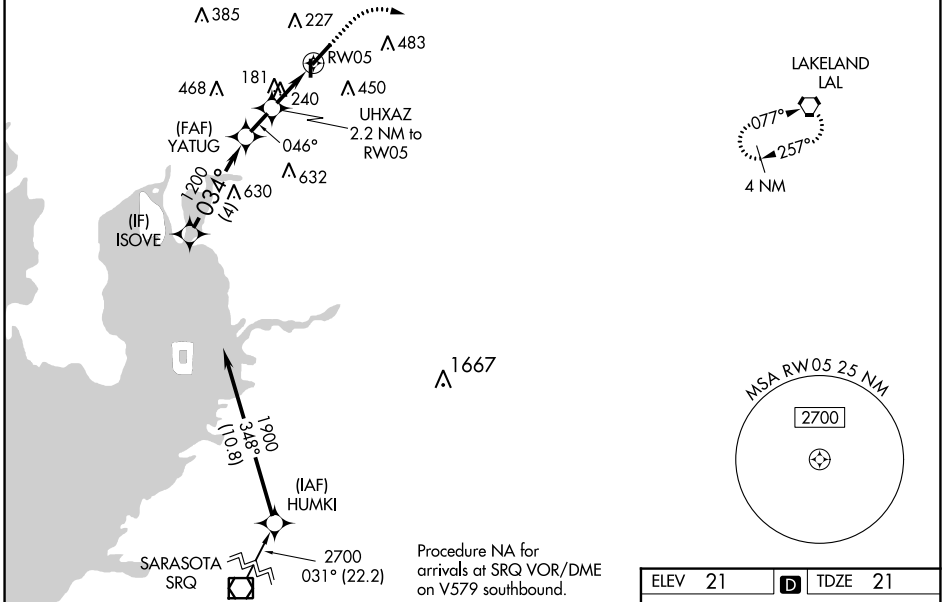 385
227
483
RW05
468
181
240
450
UHXAZ
2.2 NM to
RW05
(FAF)
YATUG
046°
632
630
1200
034°
(4)
(IF)
ISOVE
LAKELAND
LAL
077°
257°
4 NM
1667
MSA RW05 25 NM
2700
1900
348°
(10.8)
(IAF)
HUMKI
SARASOTA
SRQ
2700
031° (22.2)
Procedure NA for
arrivals at SRQ VOR/DME
on V579 southbound.
ELEV 21 D TDZE 21